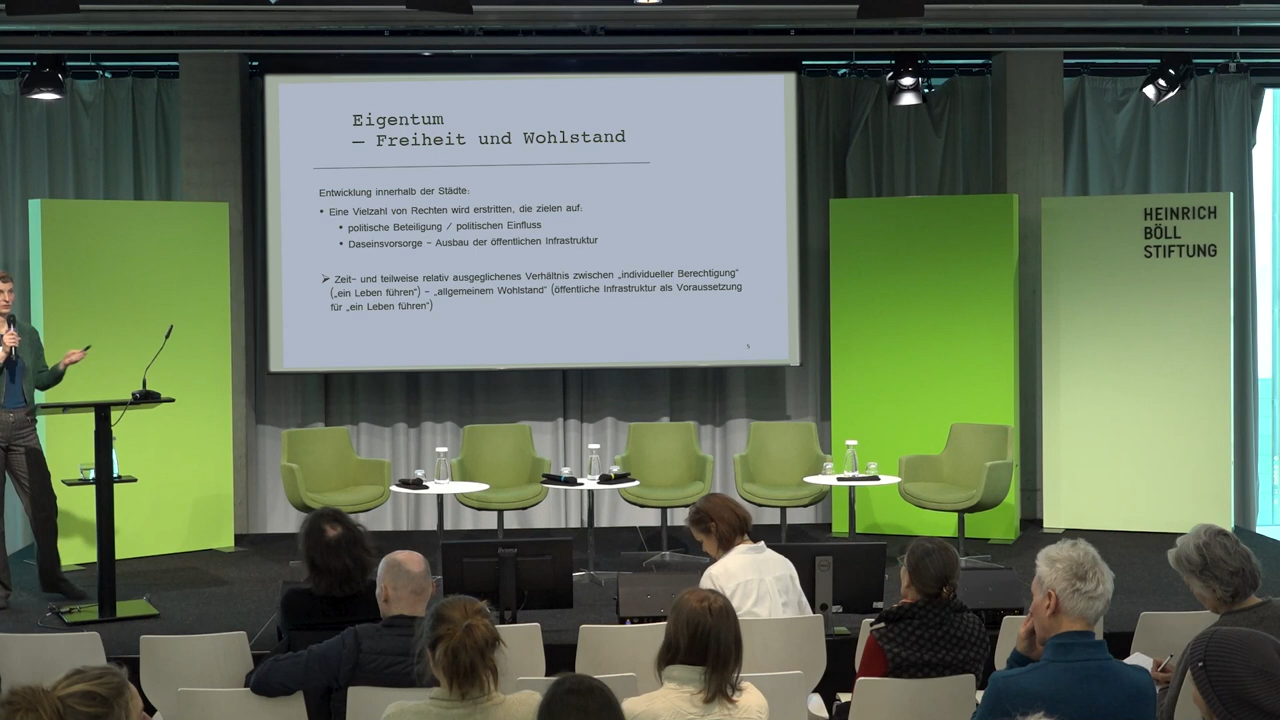 Eigentum
– Freiheit und Wohlstand
Entwicklung innerhalb der Städte:
• Eine Vielzahl von Rechten wird erstritten, die zielen auf:
• politische Beteiligung / politischen Einfluss
• Daseinsvorsorge – Ausbau der öffentlichen Infrastruktur
➢ Zeit- und teilweise relativ ausgeglichenes Verhältnis zwischen „individueller Berechtigung“
(„ein Leben führen“) – „allgemeinem Wohlstand“ (öffentliche Infrastruktur als Voraussetzung
für „ein Leben führen“)
5
HEINRICH
BÖLL
STIFTUNG